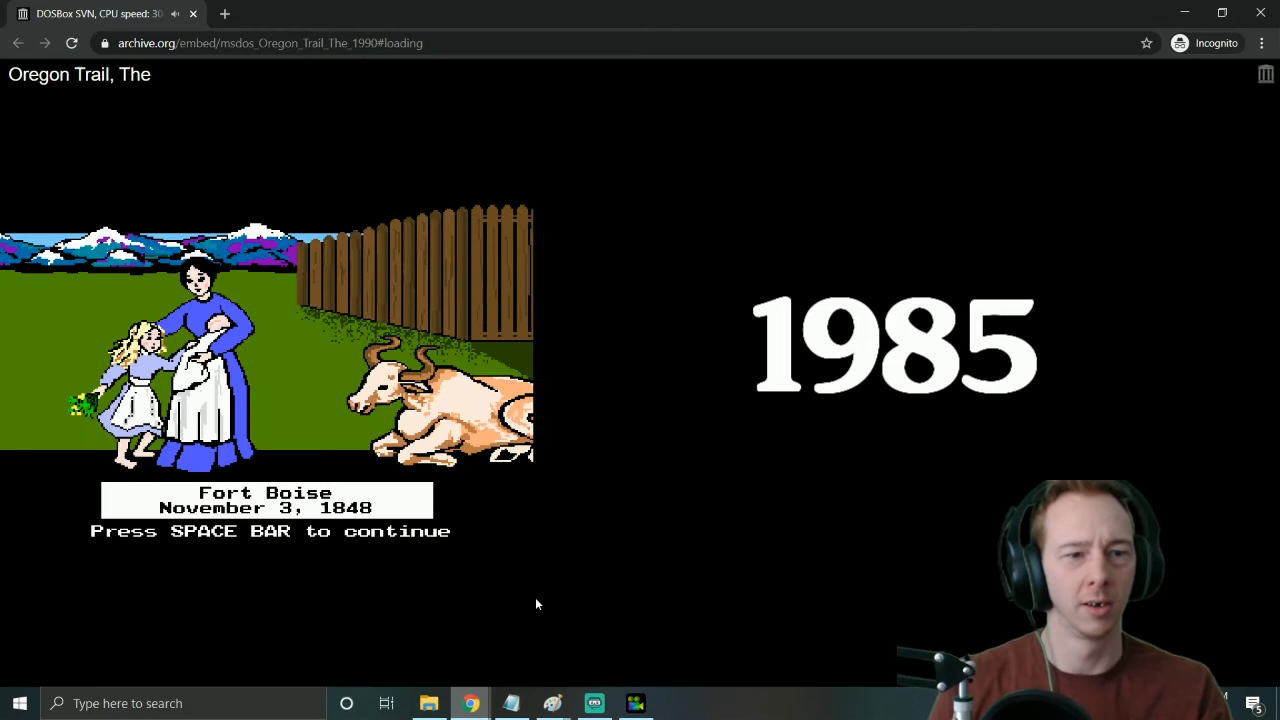 DOSBox SVN, CPU speed: 30
archive.org/embed/msdos_Oregon_Trail_The_1990#loading
Incognito
Oregon Trail, The
1985
Fort Boise
November 3, 1848
Press SPACE BAR to continue
Type here to search
5